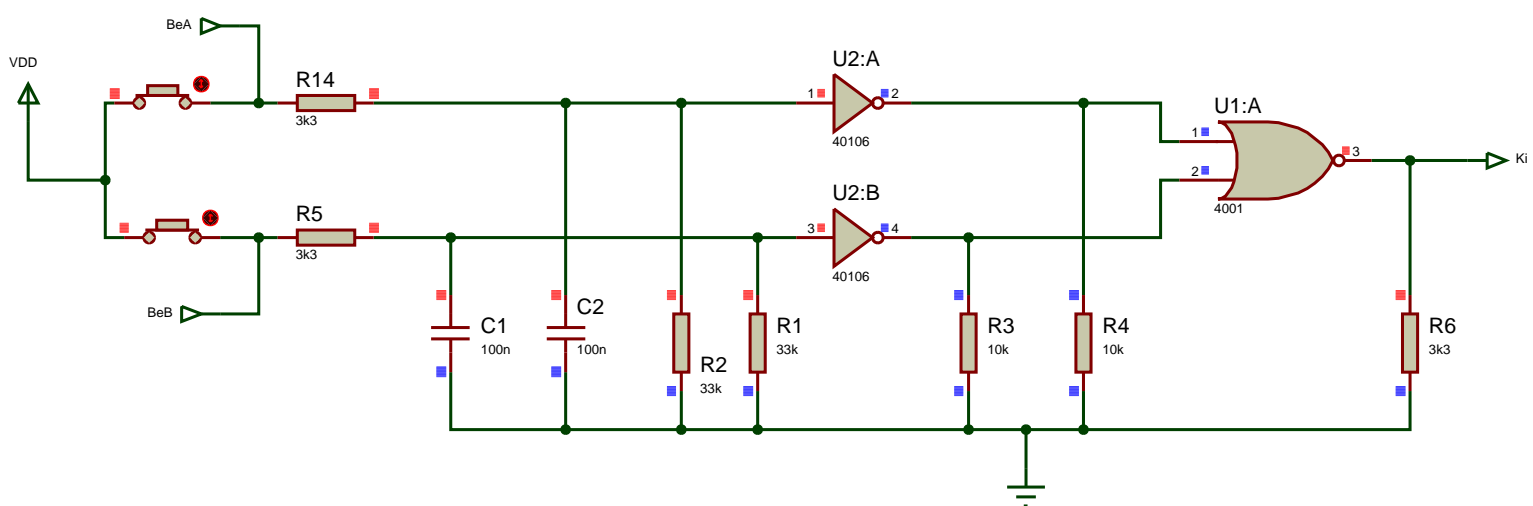 BeA
VDD
R14
3k3
U2:A
1
2
40106
U1:A
1
2
3
4001
Ki
R5
3k3
U2:B
3
4
40106
BeB
C1
100n
C2
100n
R2
33k
R1
33k
R3
10k
R4
10k
R6
3k3